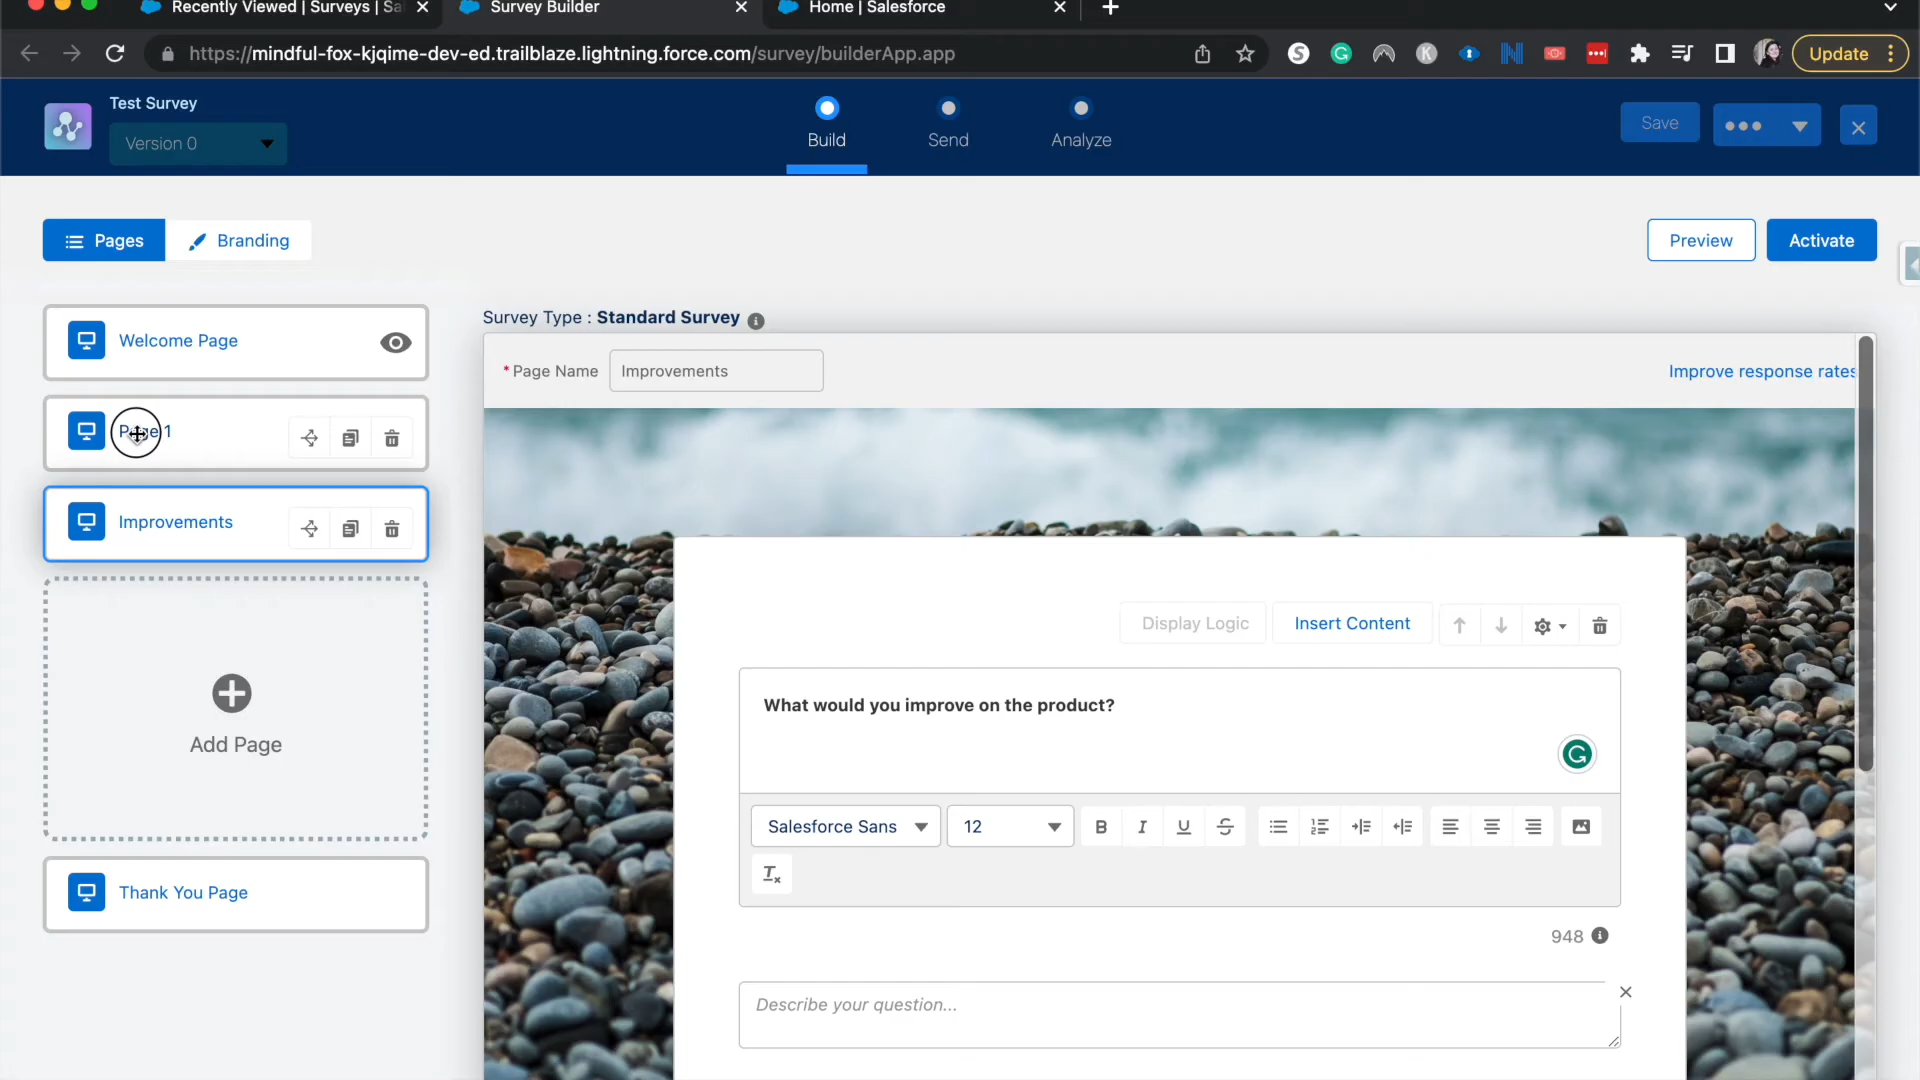 Recently Viewed | Surveys | Sa
Survey Builder
Home | Salesforce
https://mindful-fox-kjqime-dev-ed.trailblaze.lightning.force.com/survey/builderApp.app
Update
Test Survey
Version 0
Build
Send
Analyze
Save
Pages
Branding
Preview
Activate
Welcome Page
Page 1
Improvements
Add Page
Thank You Page
Survey Type : Standard Survey
* Page Name
Improvements
Improve response rates
Display Logic
Insert Content
What would you improve on the product?
Salesforce Sans
12
B I U S
948
Describe your question...